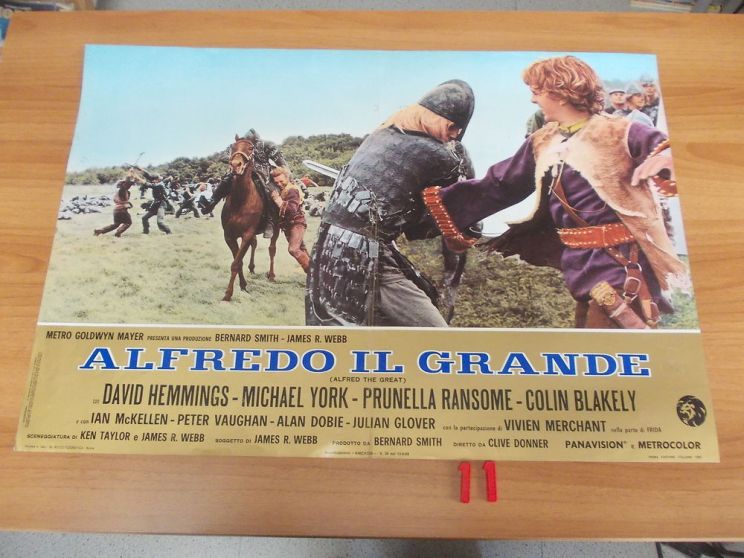 METRO GOLDWYN MAYER PRESENTA UNA PRODUZIONE BERNARD SMITH - JAMES R. WEBB
ALFREDO IL GRANDE
(ALFRED THE GREAT)
con DAVID HEMMINGS - MICHAEL YORK - PRUNELLA RANSOME - COLIN BLAKELY
e con IAN McKELLEN - PETER VAUGHAN - ALAN DOBIE - JULIAN GLOVER con la partecipazione di VIVIEN MERCHANT nella parte di FRIDA
SCENEGGIATURA DI KEN TAYLOR e JAMES R. WEBB SOGGETTO DI JAMES R. WEBB PRODOTTO DA BERNARD SMITH DIRETTO DA CLIVE DONNER PANAVISION® e METROCOLOR
11